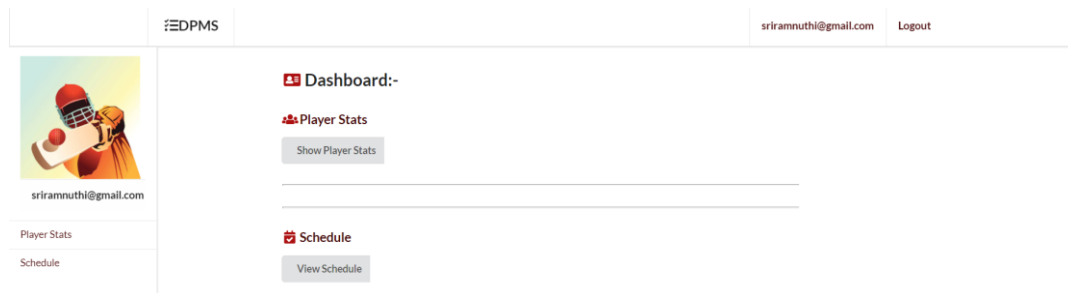 DPMS
sriramnuthi@gmail.com
Logout
sriramnuthi@gmail.com
Player Stats
Schedule
Dashboard:-
Player Stats
Show Player Stats
Schedule
View Schedule